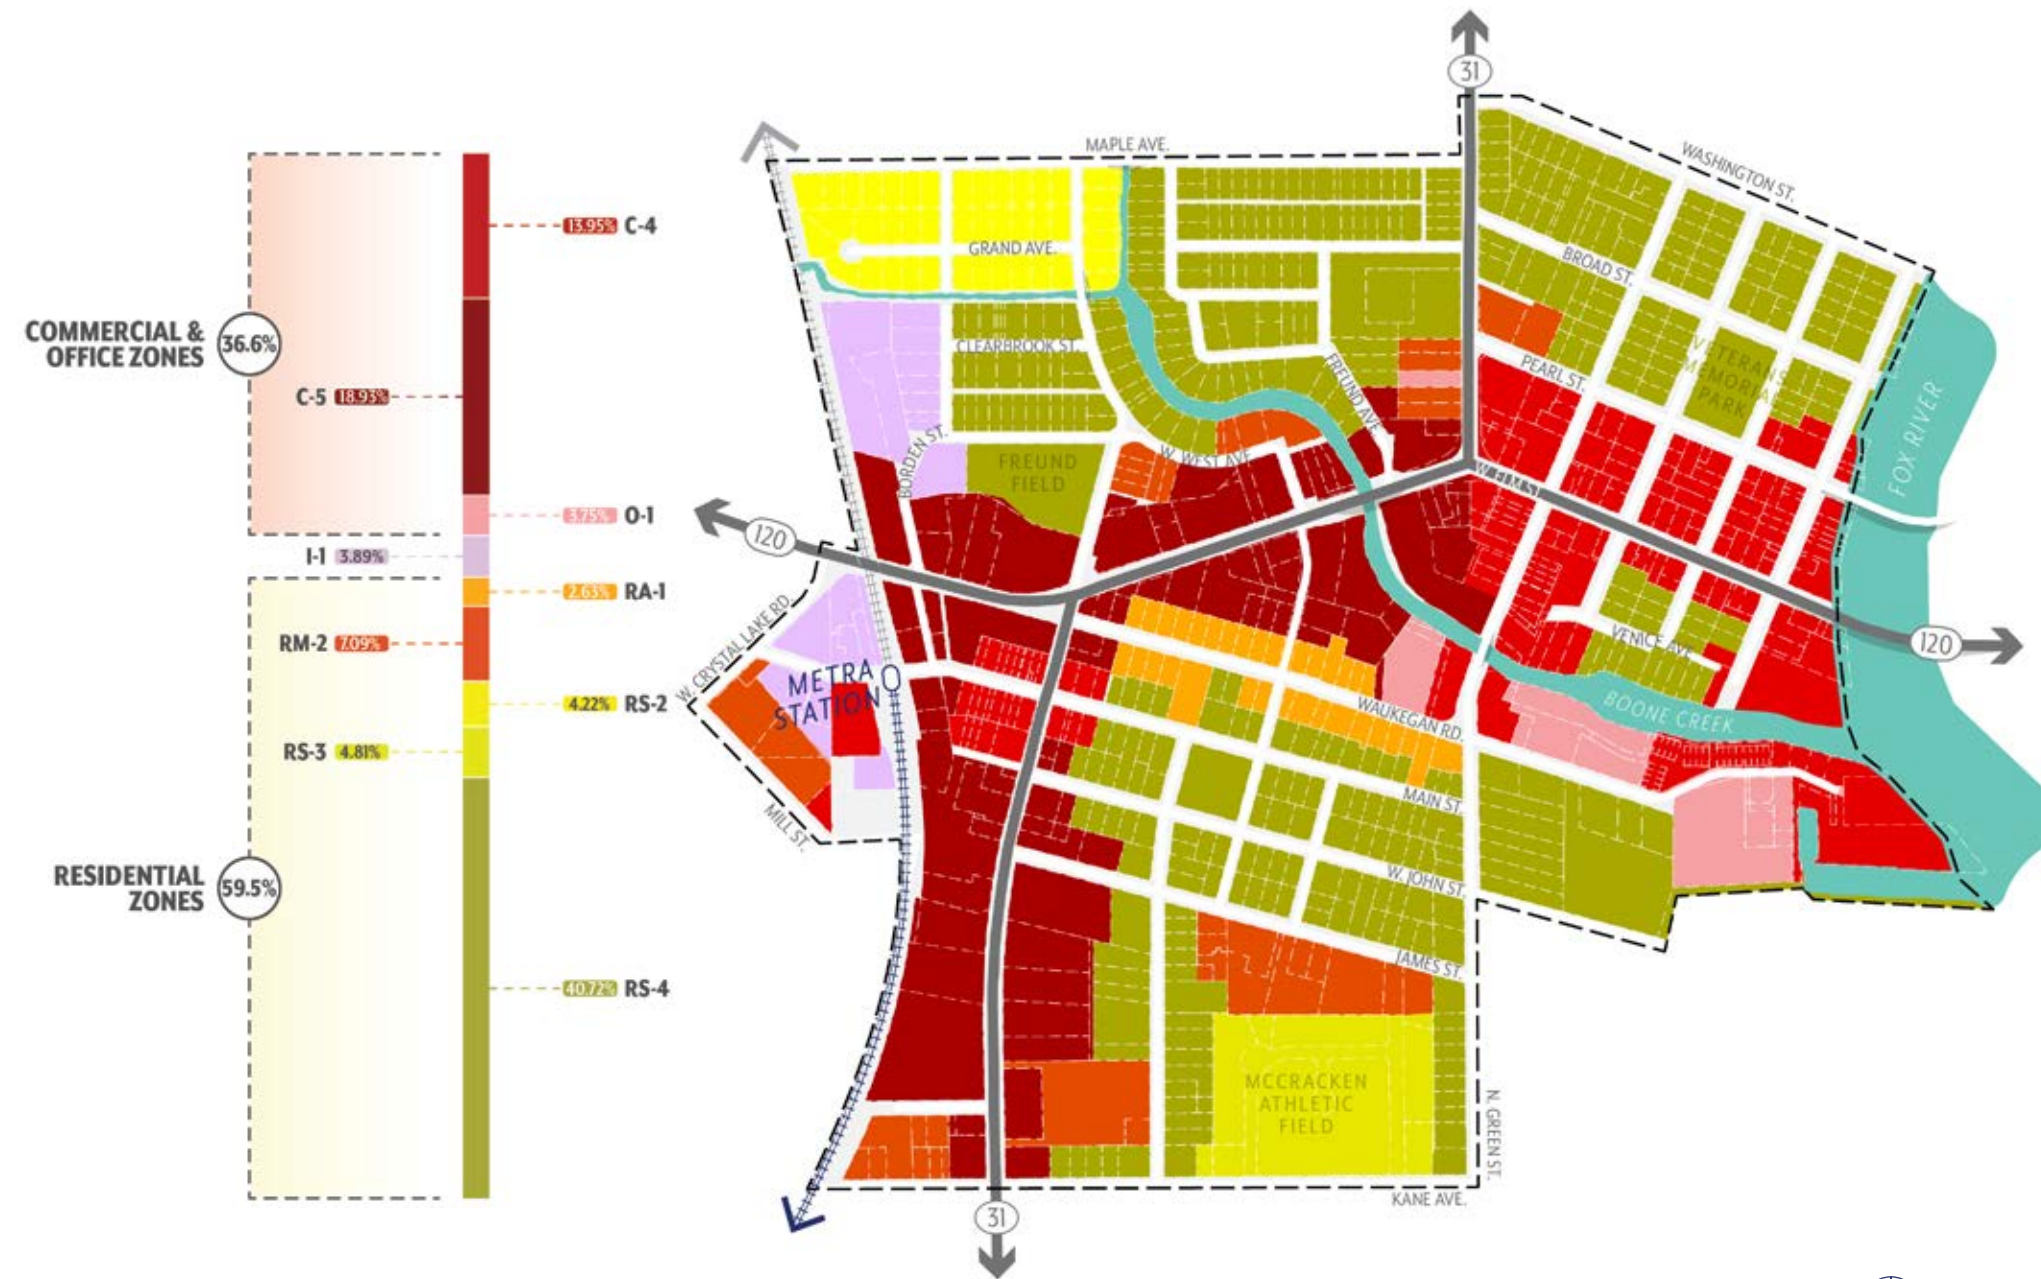 COMMERCIAL &
OFFICE ZONES
36.6%
13.95% C-4
C-5 18.93%
3.75% O-1
I-1 3.89%
2.63% RA-1
RM-2 7.09%
4.22% RS-2
RS-3 4.81%
RESIDENTIAL
ZONES
59.5%
40.72% RS-4
31
MAPLE AVE.
WASHINGTON ST.
GRAND AVE.
BROAD ST.
CLEARBROOK ST.
FREUND AVE.
PEARL ST.
VETERANS
MEMORIAL
PARK
FOX RIVER
BORDEN ST.
FREUND
FIELD
W. WEST AVE.
W. ELM ST.
120
W. CRYSTAL LAKE RD.
VENICE AVE.
120
METRA
STATION
WAUKEGAN RD.
BOONE CREEK
MILL ST.
MAIN ST.
W. JOHN ST.
JAMES ST.
MCCRACKEN
ATHLETIC
FIELD
N. GREEN ST.
KANE AVE.
31